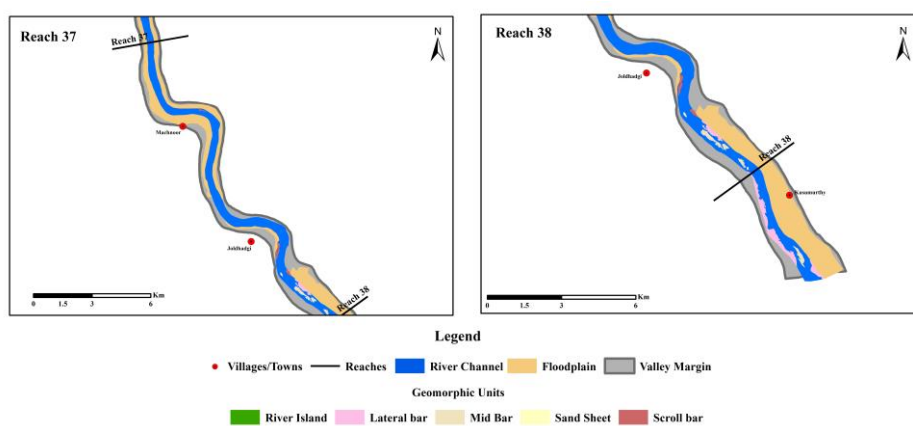 Reach 37
Reach 37
N
Machnoor
Joldhadgi
Reach 38
0 1.5 3 6
Km
Reach 38
N
Joldhadgi
Reach 38
0 1.5 3 6
Km
Legend
Villages/Towns Reaches River Channel Floodplain Valley Margin
Geomorphic Units
River Island Lateral bar Mid Bar Sand Sheet Scroll bar